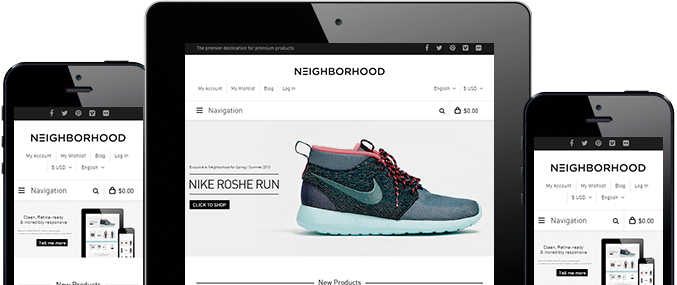 NEIGHBORHOOD
My Account My Wishlist Blog Log In
$ USD English
Navigation $0.00
Clean, Retina-ready
& incredibly responsive
Tell me more
New Products
The premier destination for premium products
NEIGHBORHOOD
My Account My Wishlist Blog Log In English $ USD
Navigation $0.00
Exclusive to Neighborhood for Spring / Summer 2013
NIKE ROSHE RUN
CLICK TO SHOP
New Products
NEIGHBORHOOD
My Account My Wishlist Blog Log In
$ USD English
Navigation $0.00
Clean, Retina-ready
& incredibly responsive
Tell me more